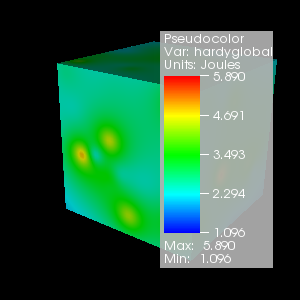 Pseudocolor
Var: hardyglobal
Units: Joules
5.890
4.691
3.493
2.294
1.096
Max: 5.890
Min: 1.096